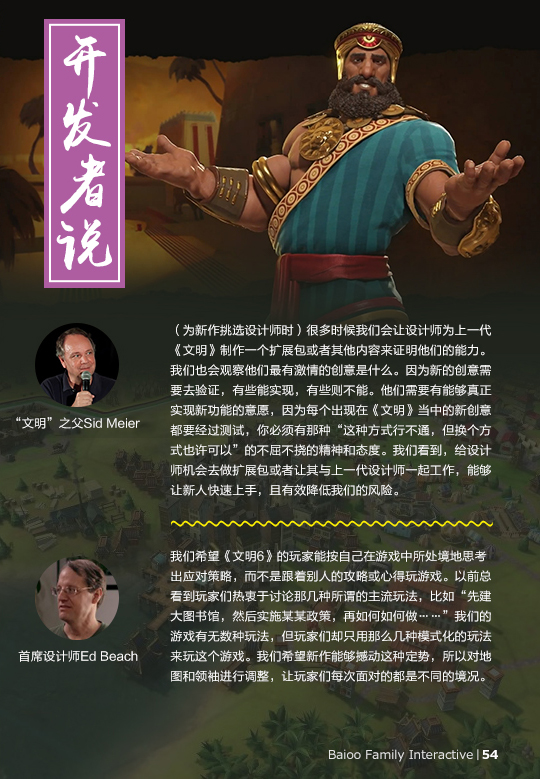 开发者说
（为新作挑选设计师时）很多时候我们会让设计师为上一代
《文明》制作一个扩展包或者其他内容来证明他们的能力。
我们也会观察他们最有激情的创意是什么。因为新的创意需
要去验证，有些能实现，有些则不能。他们需要有能够真正
实现新功能的意愿，因为每个出现在《文明》当中的新创意
都要经过测试，你必须有那种“这种方式行不通，但换个方
式也许可以”的不屈不挠的精神和态度。我们看到，给设计
师机会去做扩展包或者让其与上一代设计师一起工作，能够
让新人快速上手，且有效降低我们的风险。
“文明”之父Sid Meier
我们希望《文明6》的玩家能按自己在游戏中所处境地思考
出应对策略，而不是跟着别人的攻略或心得玩游戏。以前总
看到玩家们热衷于讨论那几种所谓的主流玩法，比如“先建
大图书馆，然后实施某某政策，再如何如何做……”我们的
游戏有无数种玩法，但玩家们却只用那么几种模式化的玩法
来玩这个游戏。我们希望新作能够撼动这种定势，所以对地
图和领袖进行调整，让玩家们每次面对的都是不同的境况。
首席设计师Ed Beach
Baioo Family Interactive | 54